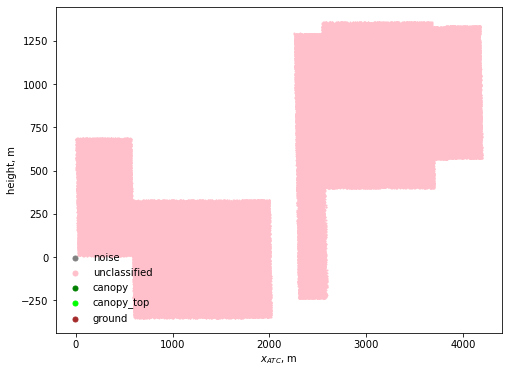 1250
1000
750
500
250
0
−250
height, m
noise
unclassified
canopy
canopy_top
ground
0 1000 2000 3000 4000
x_ATC, m